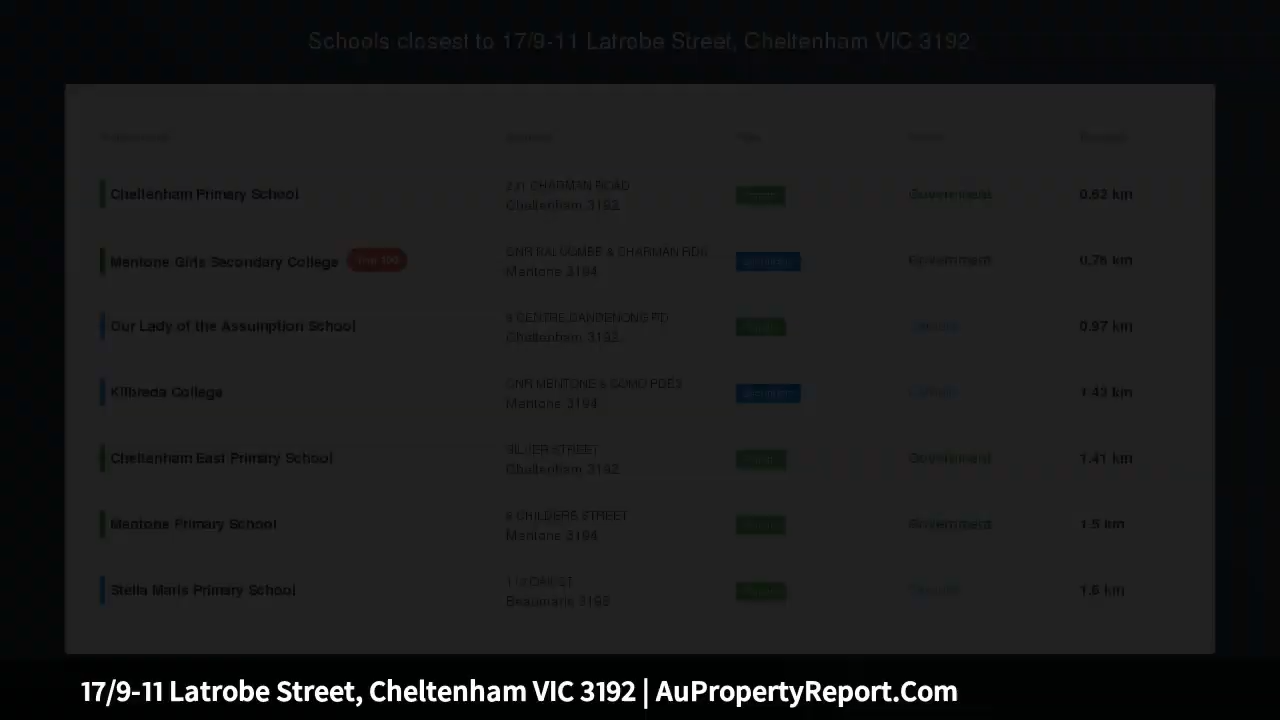 Schools closest to 17/9-11 Latrobe Street, Cheltenham VIC 3192
Cheltenham Primary School
CHARMAN ROAD
Cheltenham 3192
Government
0.62 km
Mentone Girls Secondary College
Top 100
CNR BALCOMBE & CHARMAN RDS
Mentone 3194
Secondary
Government
0.76 km
Our Lady of the Assumption School
9 CENTRE DANDENONG RD
Cheltenham 3192
0.97 km
Kilbreda College
CNR MENTONE & COMO PDES
Mentone 3194
Secondary
1.43 km
Cheltenham East Primary School
SILVER STREET
Cheltenham 3192
Government
1.41 km
Mentone Primary School
CHILDERS STREET
Mentone 3194
Government
1.5 km
Stella Maris Primary School
Beaumaris 3193
1.6 km
17/9-11 Latrobe Street, Cheltenham VIC 3192 | AuPropertyReport.Com